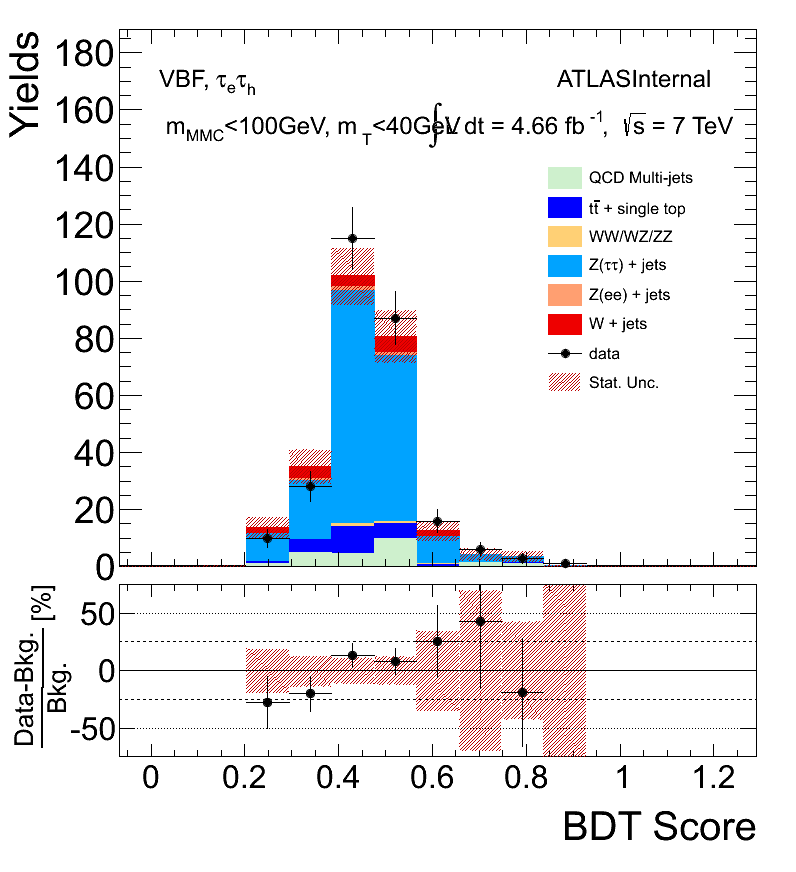 Yields
180
160
140
120
100
80
60
40
20
0
VBF, τeτh
ATLASInternal
mMMC<100GeV, mT<40GeV ∫L dt = 4.66 fb-1, √s = 7 TeV
QCD Multi-jets
tt̄ + single top
WW/WZ/ZZ
Z(ττ) + jets
Z(ee) + jets
W + jets
data
Stat. Unc.
Data-Bkg.
Bkg.
[%]
50
0
-50
0 0.2 0.4 0.6 0.8 1 1.2
BDT Score